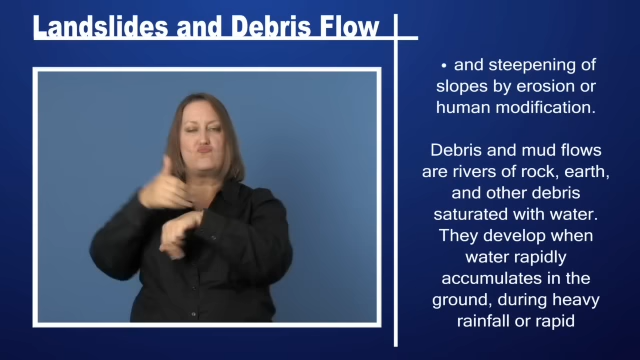 Landslides and Debris Flow
• and steepening of
slopes by erosion or
human modification.
Debris and mud flows
are rivers of rock, earth,
and other debris
saturated with water.
They develop when
water rapidly
accumulates in the
ground, during heavy
rainfall or rapid